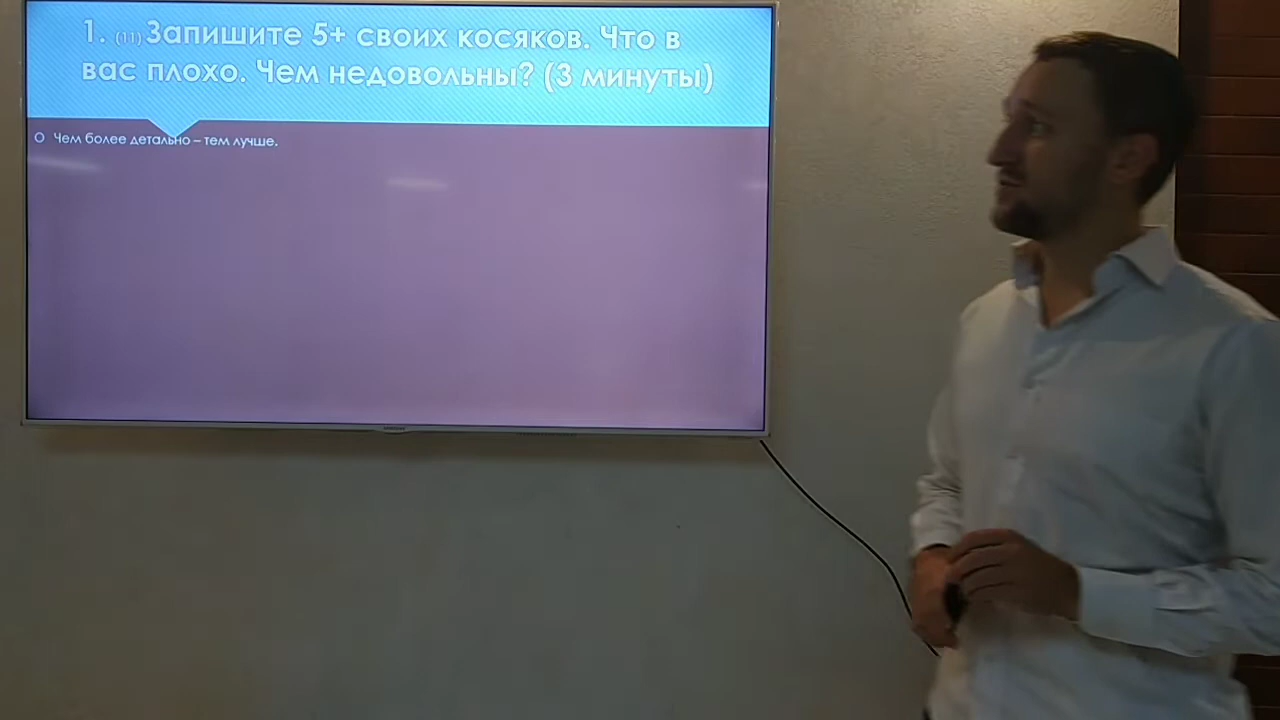 1. (11) Запишите 5+ своих косяков. Что в
вас плохо. Чем недовольны? (3 минуты)
Чем более детально – тем лучше.